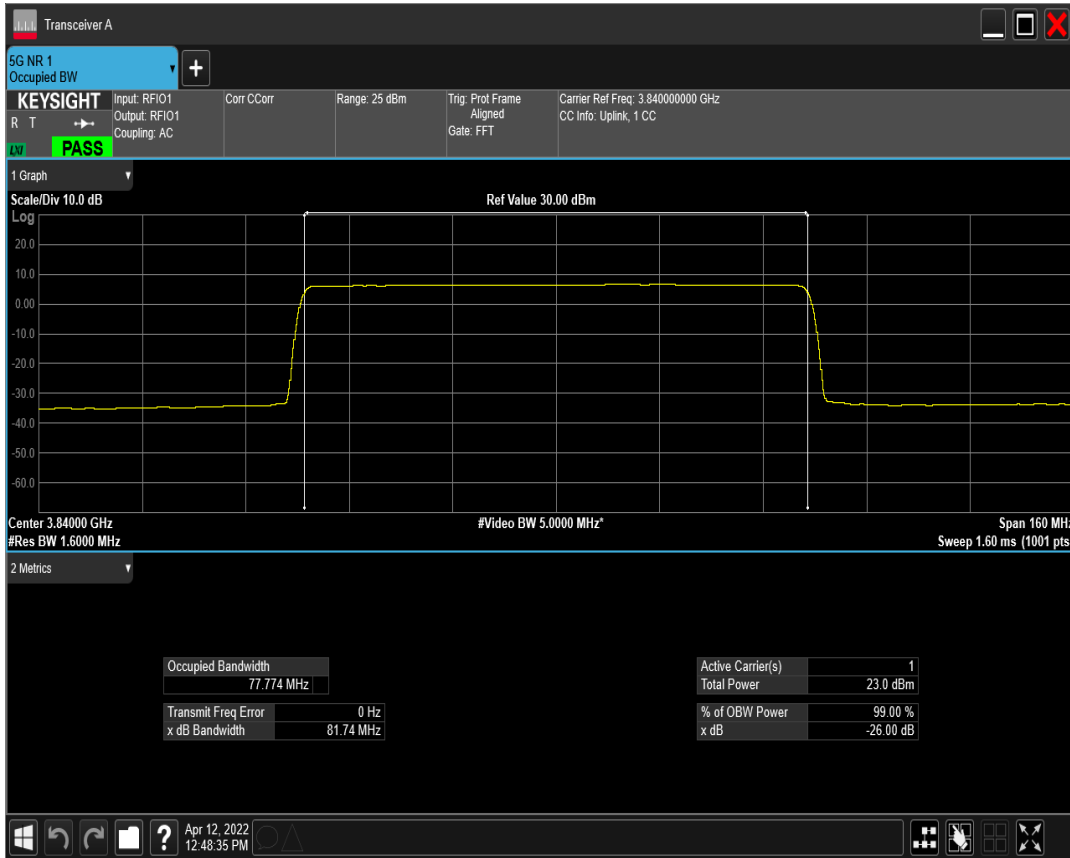 Transceiver A
5G NR 1
Occupied BW
+
KEYSIGHT
R T
LXI
PASS
Input: RFIO1
Output: RFIO1
Coupling: AC
Corr CCorr
Range: 25 dBm
Trig: Prot Frame
Aligned
Gate: FFT
Carrier Ref Freq: 3.840000000 GHz
CC Info: Uplink, 1 CC
1 Graph
Scale/Div 10.0 dB
Ref Value 30.00 dBm
Log
20.0
10.0
0.00
-10.0
-20.0
-30.0
-40.0
-50.0
-60.0
Center 3.84000 GHz
#Video BW 5.0000 MHz*
Span 160 MHz
#Res BW 1.6000 MHz
Sweep 1.60 ms (1001 pts
2 Metrics
Occupied Bandwidth
77.774 MHz
Transmit Freq Error 0 Hz
x dB Bandwidth 81.74 MHz
Active Carrier(s) 1
Total Power 23.0 dBm
% of OBW Power 99.00 %
x dB -26.00 dB
?
Apr 12, 2022
12:48:35 PM